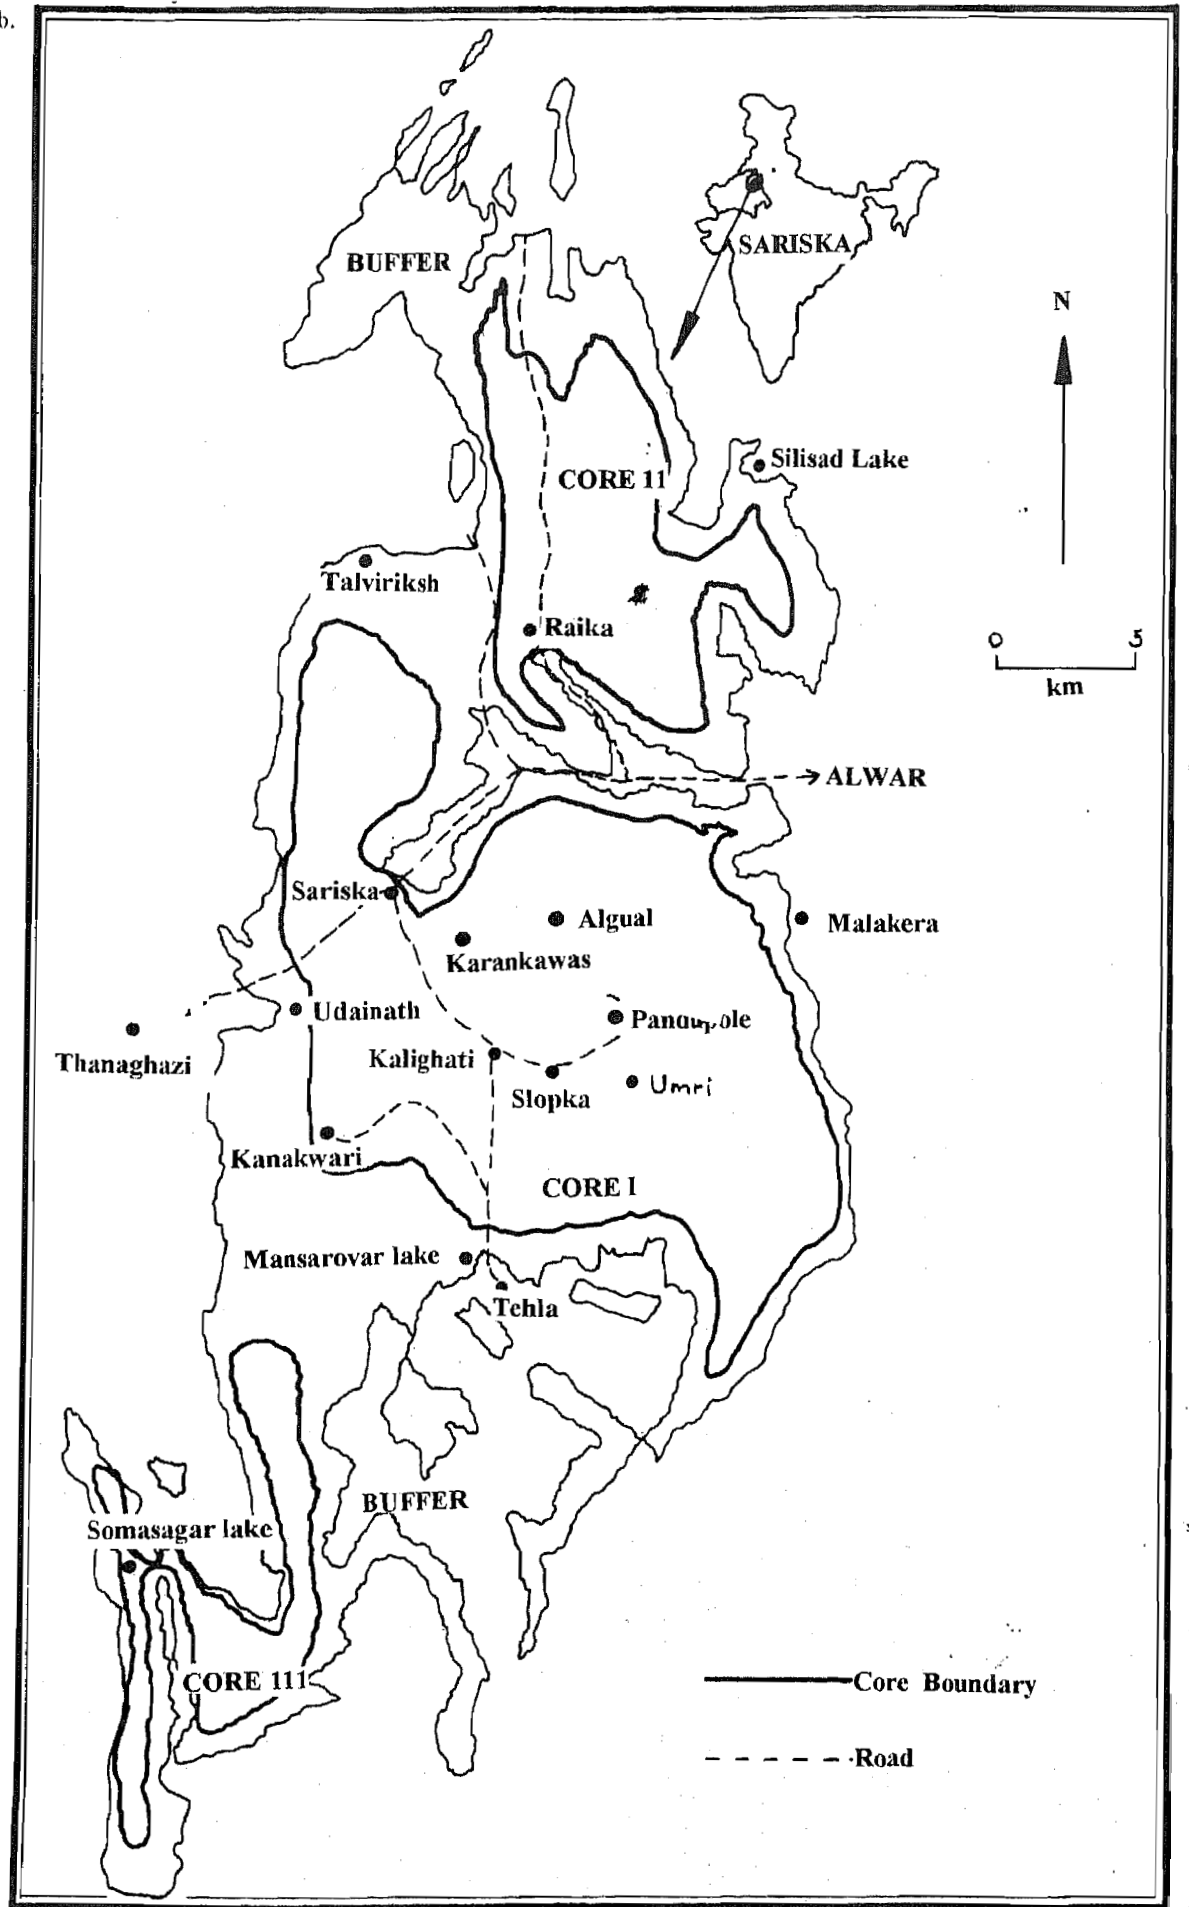 b.
BUFFER
SARISKA
N
CORE 11
Silisad Lake
Talviriksh
Raika
0 5
km
ALWAR
Sariska
Algual
Malakera
Karankawas
Udainath
Thanaghazi
Kalighati
Slopka
Umri
Kanakwari
CORE I
Mansarovar lake
Tehla
BUFFER
Somasagar lake
CORE 111
Core Boundary
Road